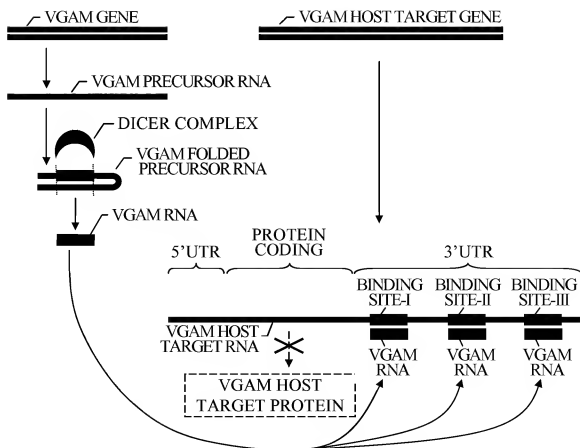 VGAM GENE
VGAM HOST TARGET GENE
VGAM PRECURSOR RNA
DICER COMPLEX
VGAM FOLDED
PRECURSOR RNA
VGAM RNA
5'UTR
PROTEIN
CODING
3'UTR
BINDING
SITE-I
BINDING
SITE-II
BINDING
SITE-III
VGAM HOST
TARGET RNA
VGAM
RNA
VGAM
RNA
VGAM
RNA
VGAM HOST
TARGET PROTEIN